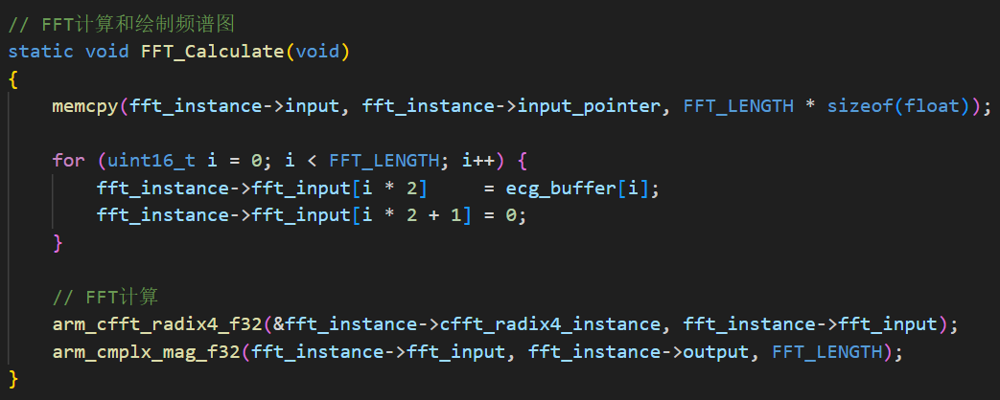 // FFT计算和绘制频谱图
static void FFT_Calculate(void)
{
    memcpy(fft_instance->input, fft_instance->input_pointer, FFT_LENGTH * sizeof(float));
    for (uint16_t i = 0; i < FFT_LENGTH; i++) {
        fft_instance->fft_input[i * 2]     = ecg_buffer[i];
        fft_instance->fft_input[i * 2 + 1] = 0;
    }
    // FFT计算
    arm_cfft_radix4_f32(&fft_instance->cfft_radix4_instance, fft_instance->fft_input);
    arm_cmplx_mag_f32(fft_instance->fft_input, fft_instance->output, FFT_LENGTH);
}